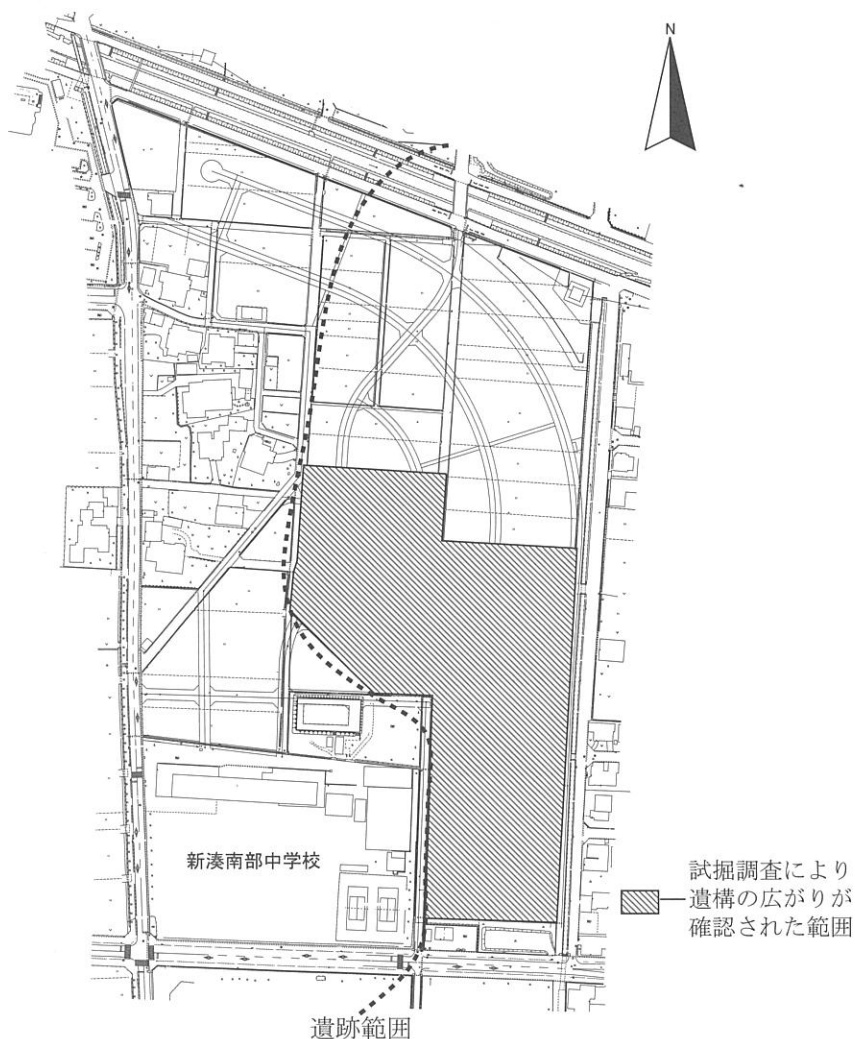 N
新湊南部中学校
試掘調査により
遺構の広がりが
確認された範囲
遺跡範囲